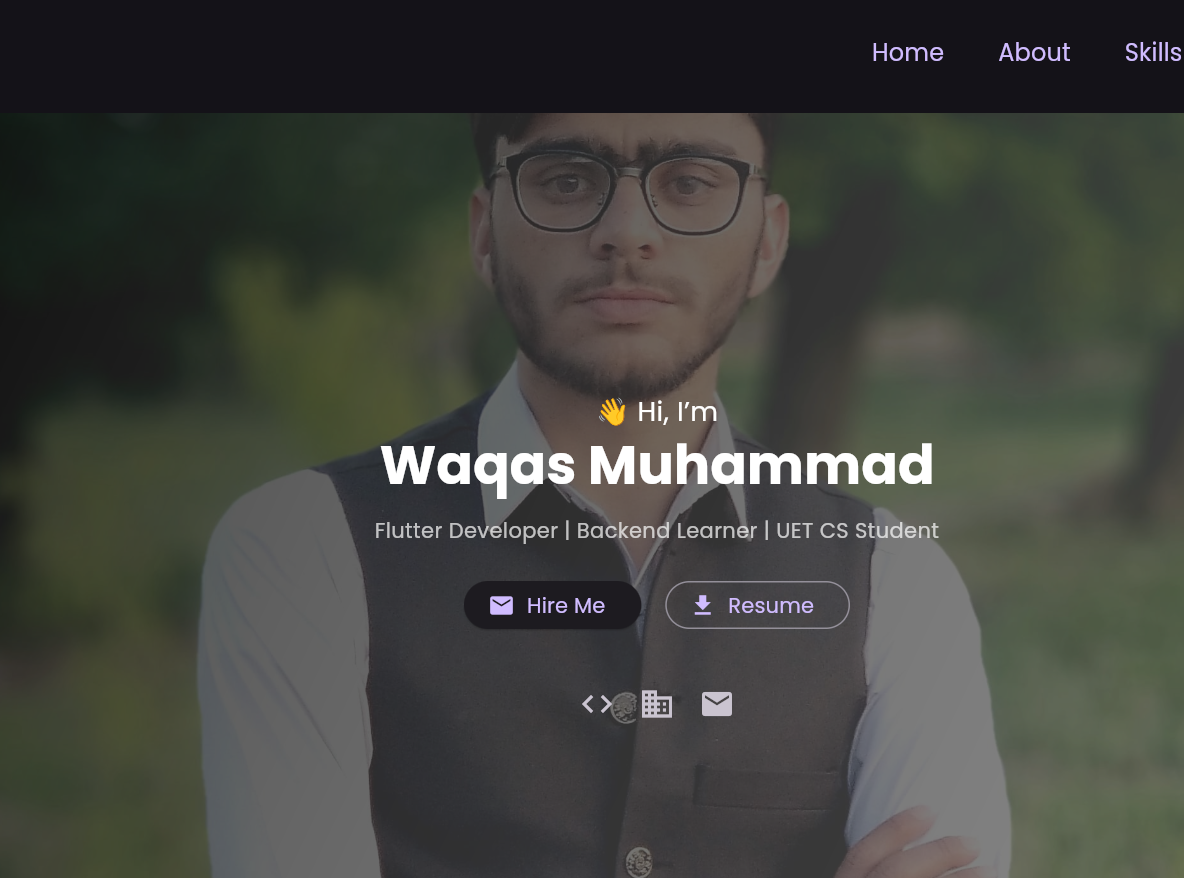 Home About Skills
👋 Hi, I’m
Waqas Muhammad
Flutter Developer | Backend Learner | UET CS Student
Hire Me Resume